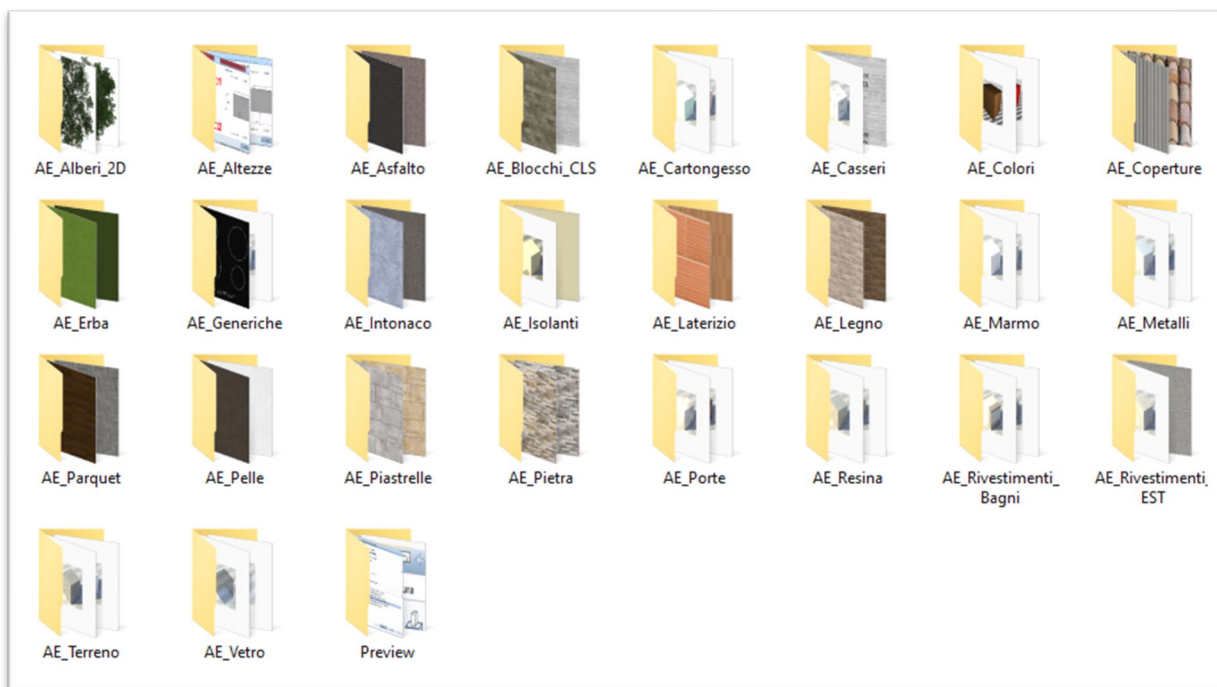 AE_Alberi_2D
AE_Altezze
AE_Asfalto
AE_Blocchi_CLS
AE_Cartongesso
AE_Casseri
AE_Colori
AE_Coperture
AE_Erba
AE_Generiche
AE_Intonaco
AE_Isolanti
AE_Laterizio
AE_Legno
AE_Marmo
AE_Metalli
AE_Parquet
AE_Pelle
AE_Piastrelle
AE_Pietra
AE_Porte
AE_Resina
AE_Rivestimenti_
Bagni
AE_Rivestimenti_
EST
AE_Terreno
AE_Vetro
Preview